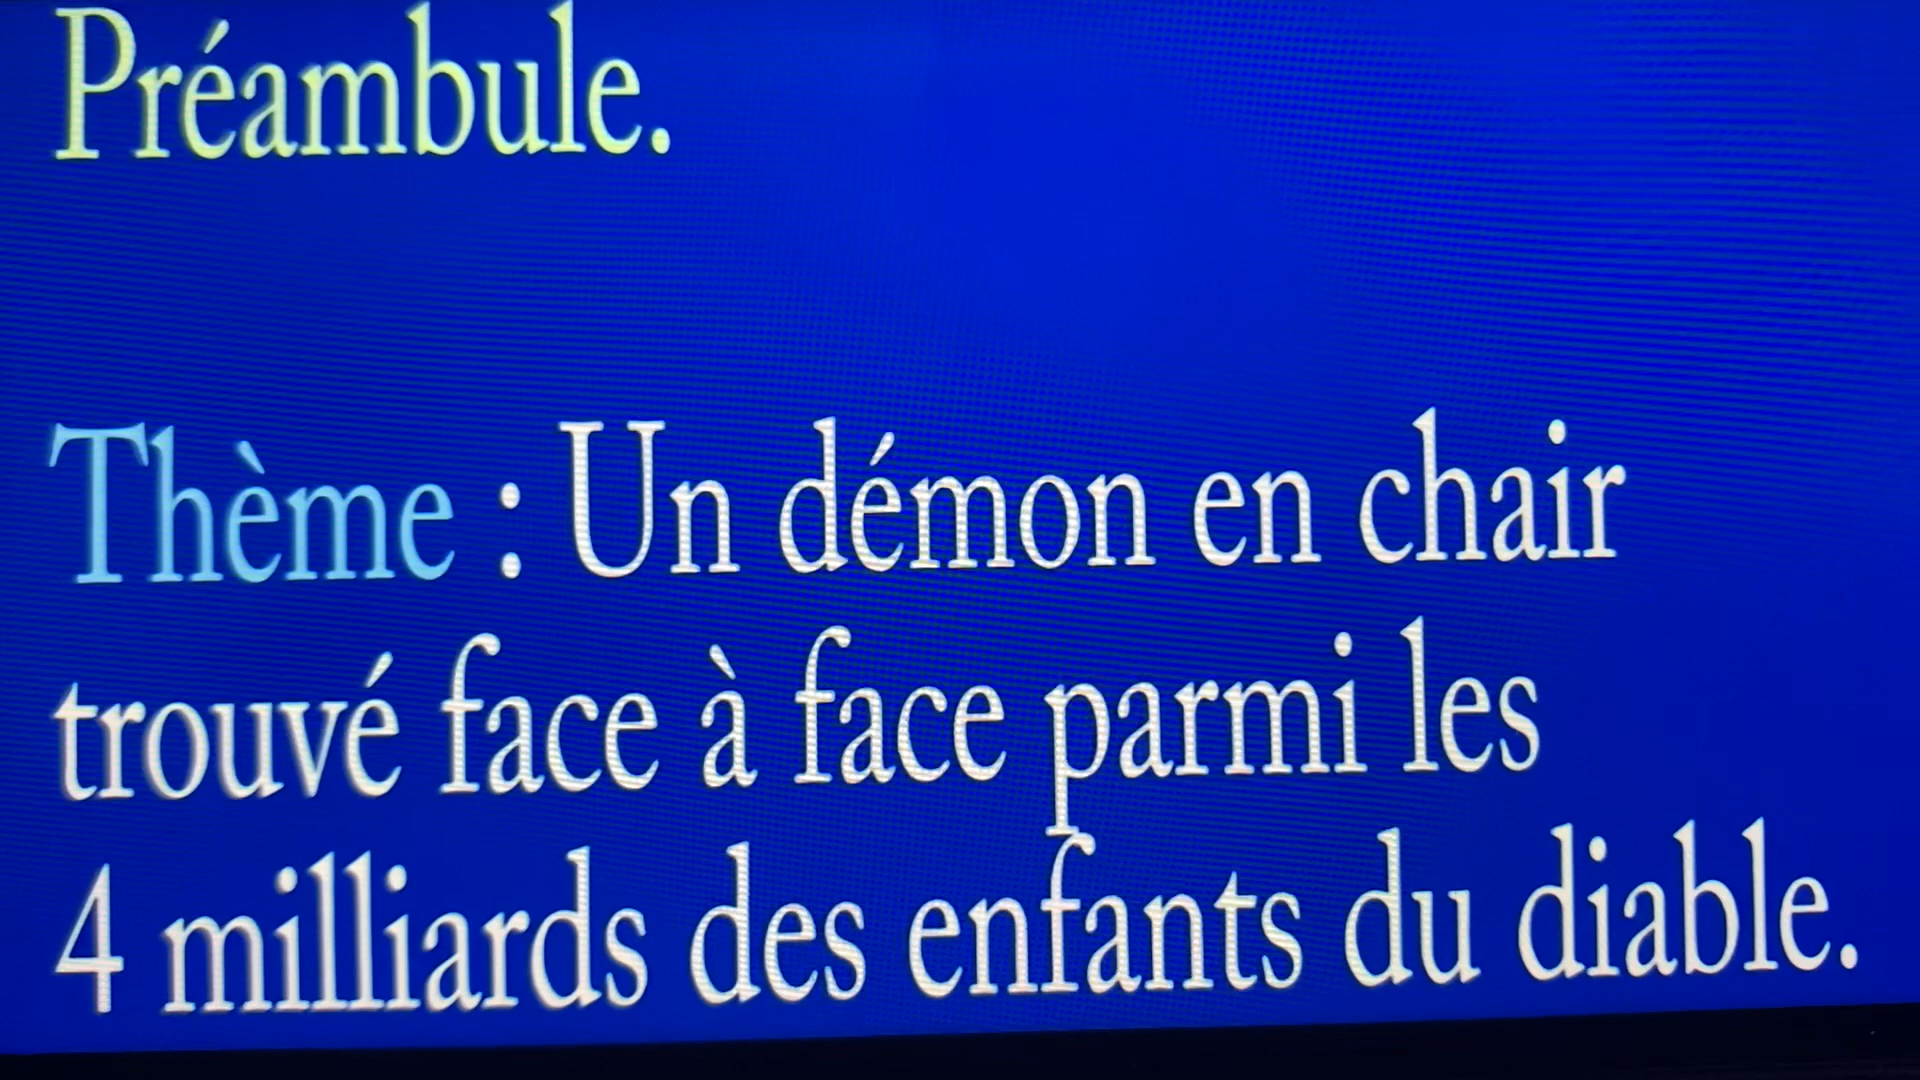 Préambule.
Thème : Un démon en chair
trouvé face à face parmi les
4 milliards des enfants du diable.